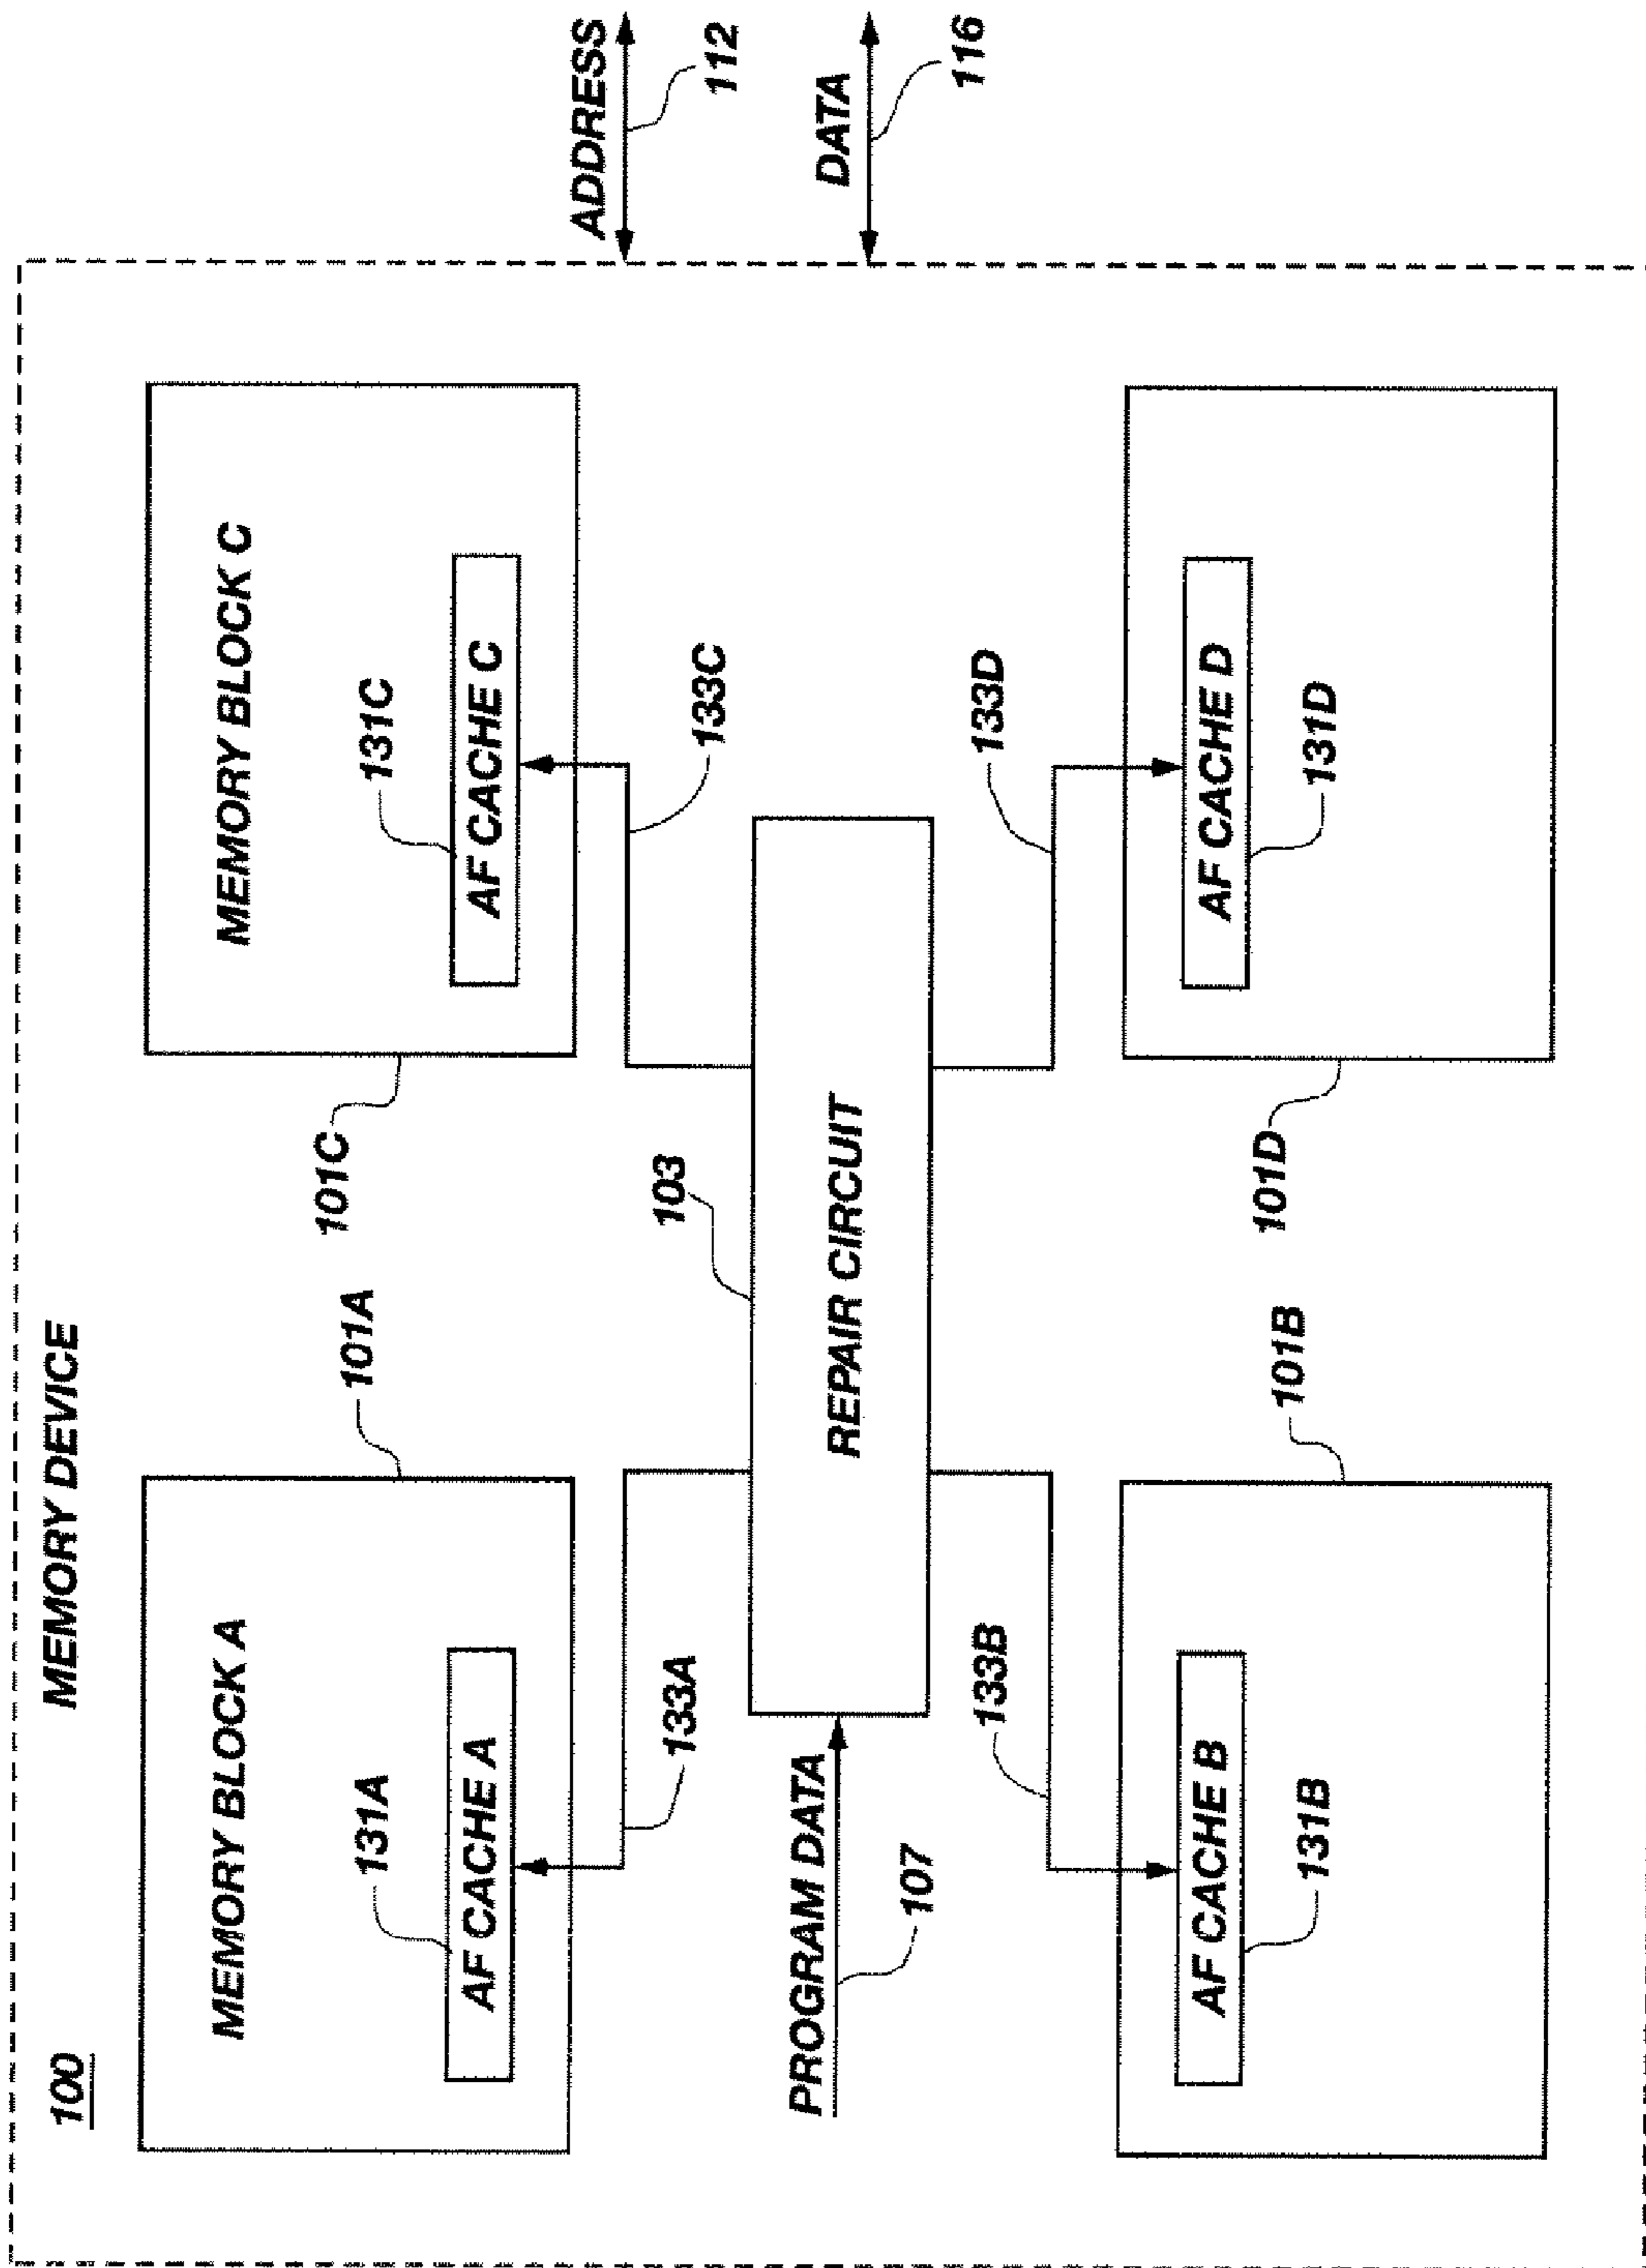 100
MEMORY DEVICE
MEMORY BLOCK A
131A
AF CACHE A
101A
133A
MEMORY BLOCK C
131C
AF CACHE C
101C
133C
103
REPAIR CIRCUIT
PROGRAM DATA
107
133B
AF CACHE B
131B
101B
133D
AF CACHE D
131D
101D
ADDRESS
112
DATA
116